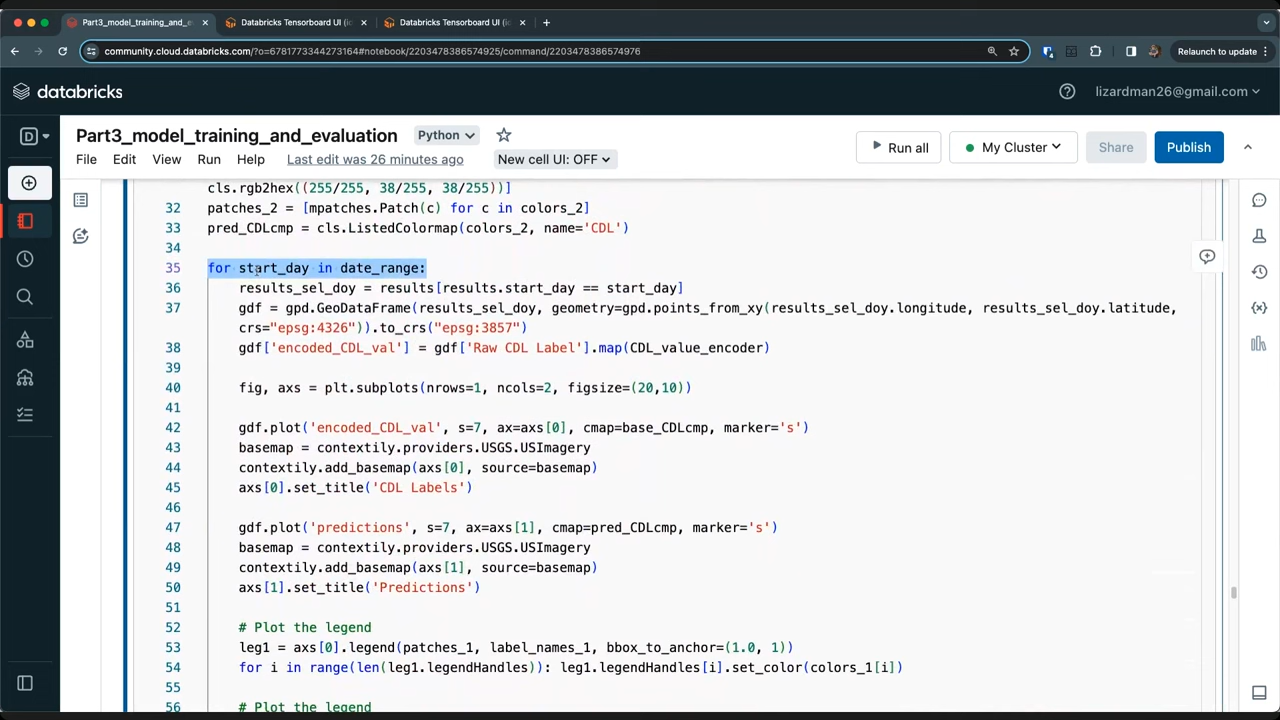 Part3_model_training_and_e
Databricks Tensorboard UI (i
Databricks Tensorboard UI (i
community.cloud.databricks.com/?o=6781773344273164#notebook/2203478386574925/command/2203478386574976
Relaunch to update
databricks
lizardman26@gmail.com
D
Part3_model_training_and_evaluation
Python
File Edit View Run Help Last edit was 26 minutes ago New cell UI: OFF
Run all
My Cluster
Share
Publish
cls.rgb2hex((255/255, 38/255, 38/255))]
32 patches_2 = [mpatches.Patch(c) for c in colors_2]
33 pred_CDLcmp = cls.ListedColormap(colors_2, name='CDL')
34
35 for start_day in date_range:
36 results_sel_doy = results[results.start_day == start_day]
37 gdf = gpd.GeoDataFrame(results_sel_doy, geometry=gpd.points_from_xy(results_sel_doy.longitude, results_sel_doy.latitude,
crs="epsg:4326")).to_crs("epsg:3857")
38 gdf['encoded_CDL_val'] = gdf['Raw CDL Label'].map(CDL_value_encoder)
39
40 fig, axs = plt.subplots(nrows=1, ncols=2, figsize=(20,10))
41
42 gdf.plot('encoded_CDL_val', s=7, ax=axs[0], cmap=base_CDLcmp, marker='s')
43 basemap = contextily.providers.USGS.USImagery
44 contextily.add_basemap(axs[0], source=basemap)
45 axs[0].set_title('CDL Labels')
46
47 gdf.plot('predictions', s=7, ax=axs[1], cmap=pred_CDLcmp, marker='s')
48 basemap = contextily.providers.USGS.USImagery
49 contextily.add_basemap(axs[1], source=basemap)
50 axs[1].set_title('Predictions')
51
52 # Plot the legend
53 leg1 = axs[0].legend(patches_1, label_names_1, bbox_to_anchor=(1.0, 1))
54 for i in range(len(leg1.legendHandles)): leg1.legendHandles[i].set_color(colors_1[i])
55
56 # Plot the legend